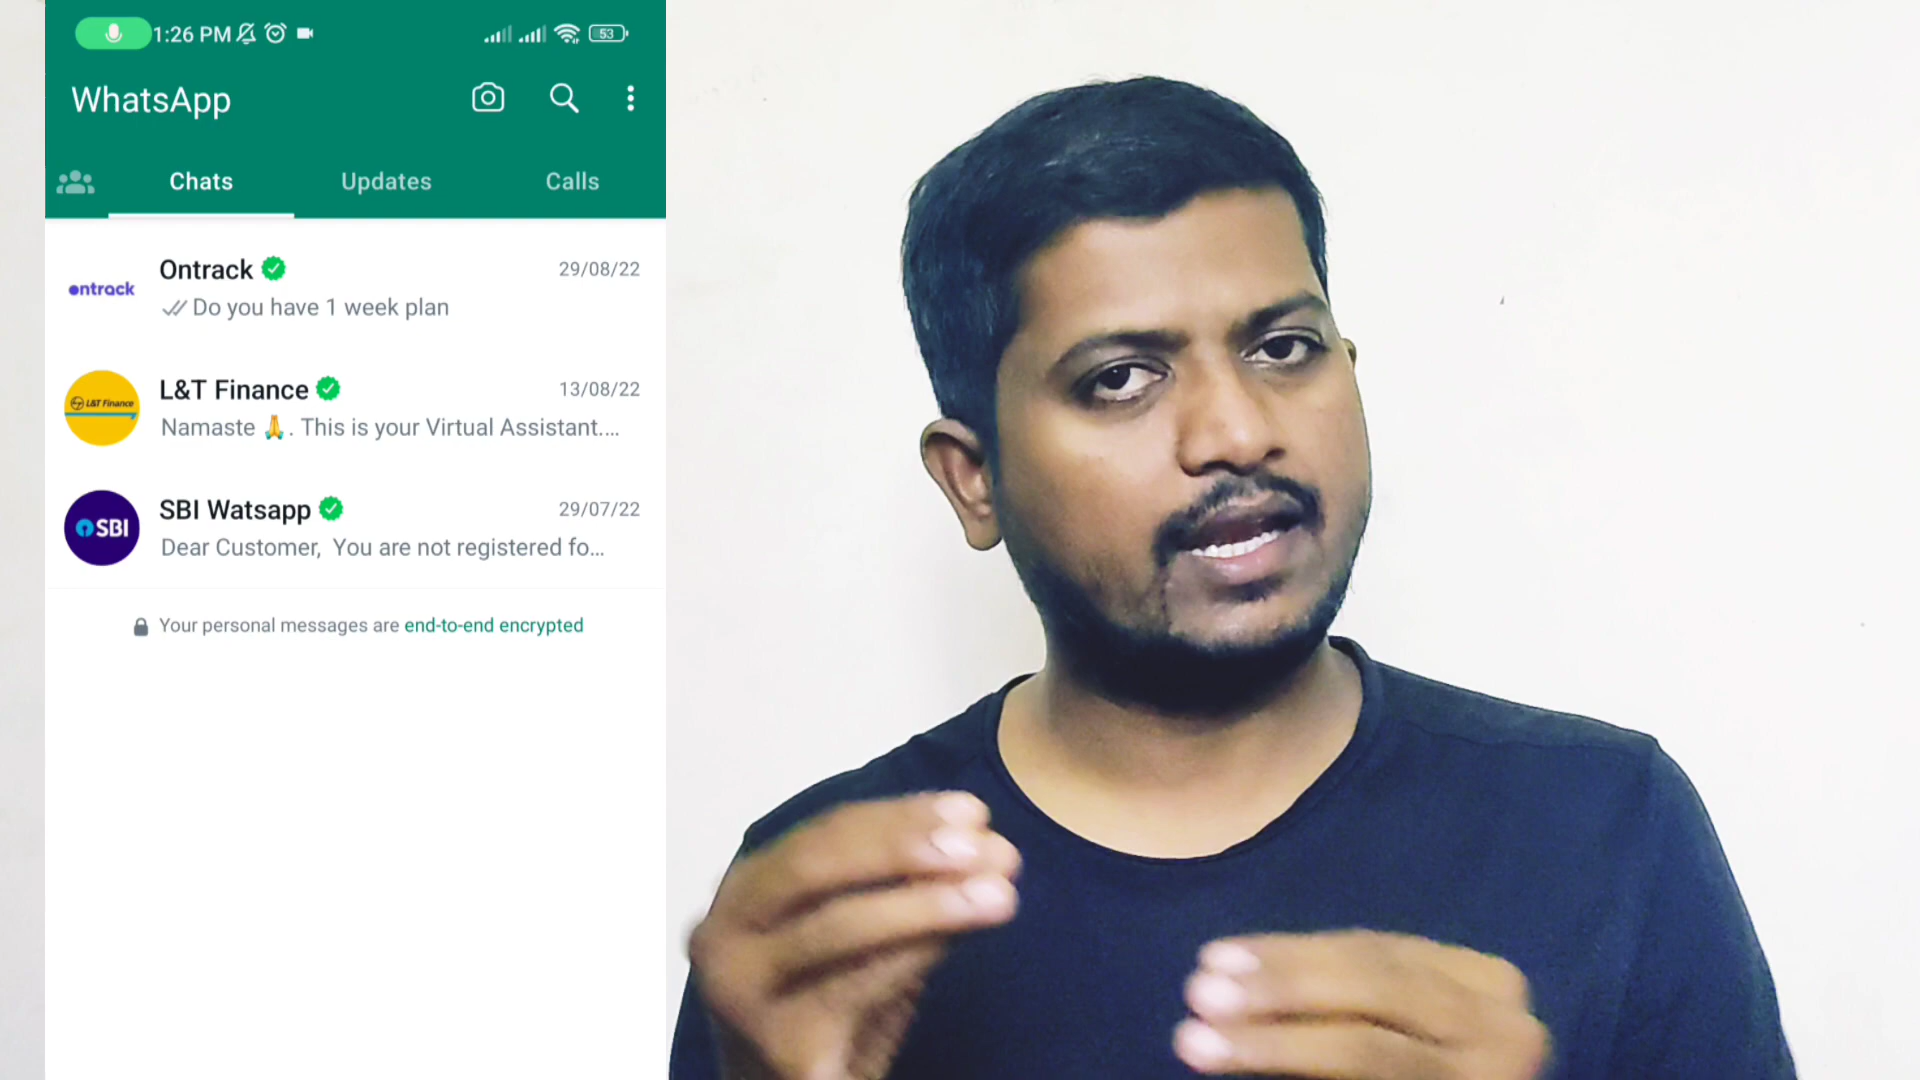 1:26 PM 53
WhatsApp
Chats Updates Calls
ontrack
Ontrack 29/08/22
Do you have 1 week plan
L&T Finance
L&T Finance 13/08/22
Namaste 🙏. This is your Virtual Assistant....
SBI
SBI Watsapp 29/07/22
Dear Customer, You are not registered fo...
Your personal messages are end-to-end encrypted